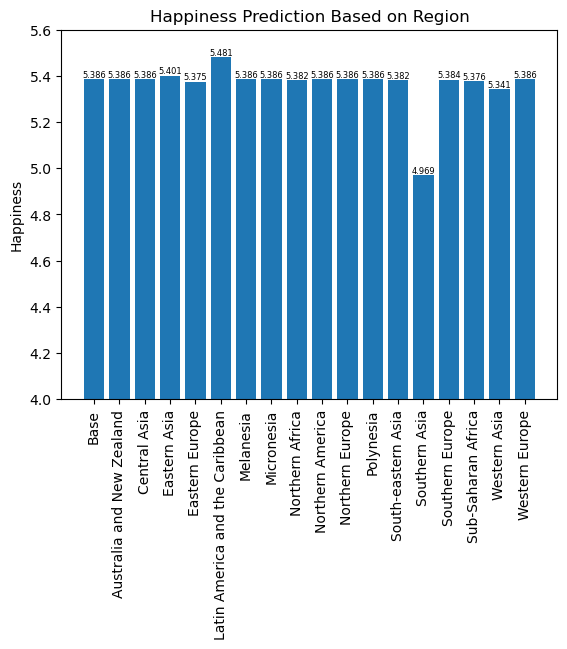 Happiness Prediction Based on Region
Happiness
5.6
5.4
5.2
5.0
4.8
4.6
4.4
4.2
4.0
5.386
5.386
5.386
5.401
5.375
5.481
5.386
5.386
5.382
5.386
5.386
5.386
5.382
4.969
5.384
5.376
5.341
5.386
Base
Australia and New Zealand
Central Asia
Eastern Asia
Eastern Europe
Latin America and the Caribbean
Melanesia
Micronesia
Northern Africa
Northern America
Northern Europe
Polynesia
South-eastern Asia
Southern Asia
Southern Europe
Sub-Saharan Africa
Western Asia
Western Europe